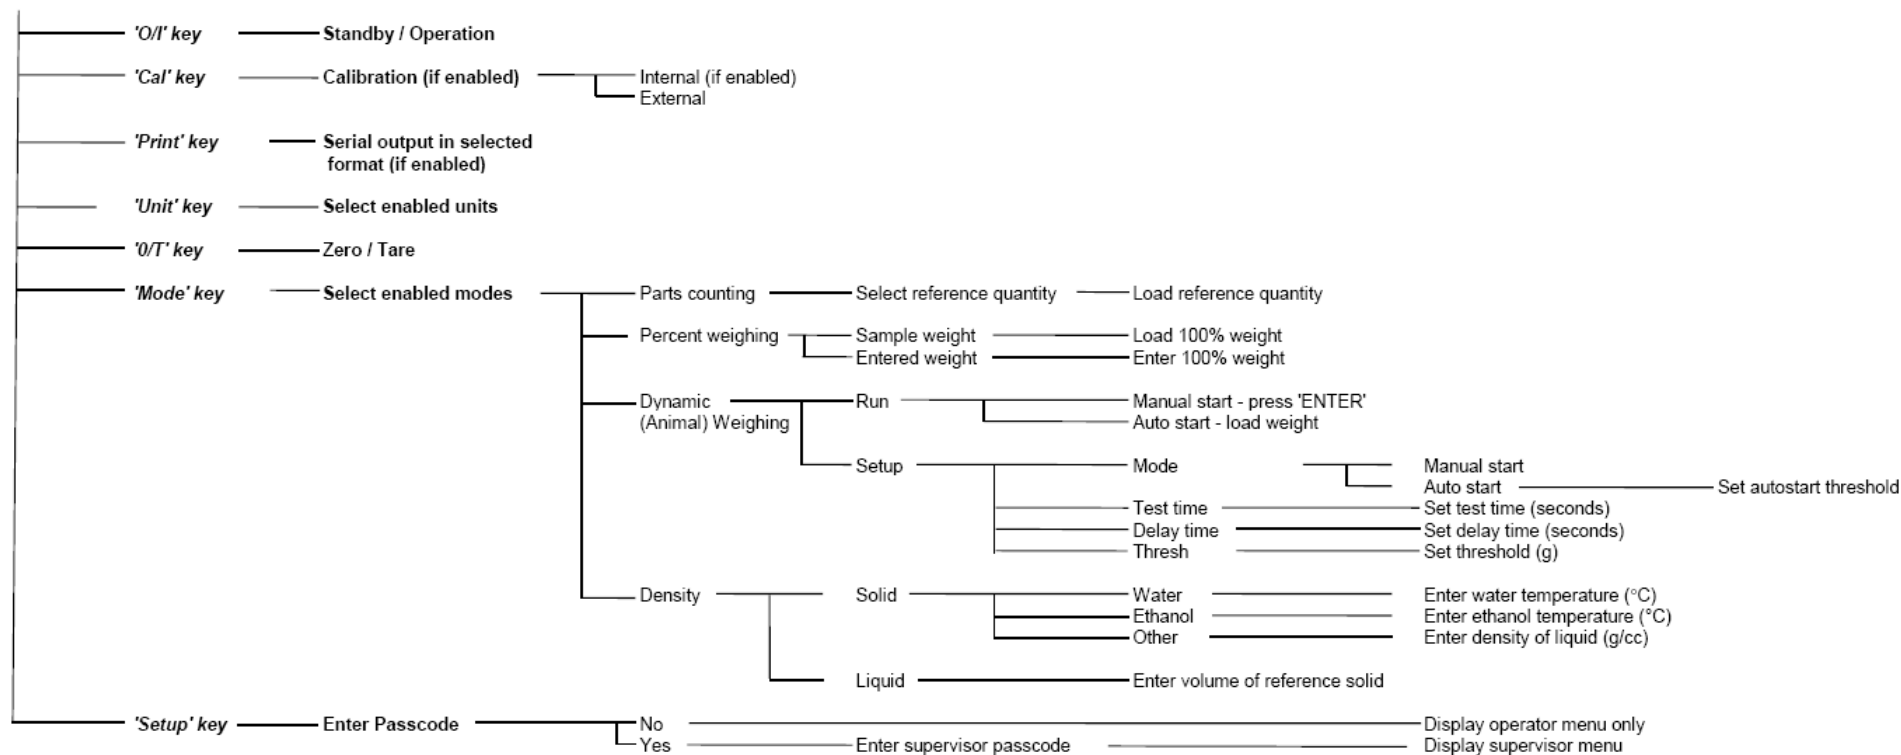 'O/I' key Standby / Operation
'Cal' key Calibration (if enabled) Internal (if enabled)
External
'Print' key Serial output in selected
format (if enabled)
'Unit' key Select enabled units
'0/T' key Zero / Tare
'Mode' key Select enabled modes Parts counting Select reference quantity Load reference quantity
Percent weighing Sample weight Load 100% weight
Entered weight Enter 100% weight
Dynamic Run Manual start - press 'ENTER'
(Animal) Weighing Auto start - load weight
Setup Mode Manual start
Auto start Set autostart threshold
Test time Set test time (seconds)
Delay time Set delay time (seconds)
Thresh Set threshold (g)
Density Solid Water Enter water temperature (°C)
Ethanol Enter ethanol temperature (°C)
Other Enter density of liquid (g/cc)
Liquid Enter volume of reference solid
'Setup' key Enter Passcode No Display operator menu only
Yes Enter supervisor passcode Display supervisor menu